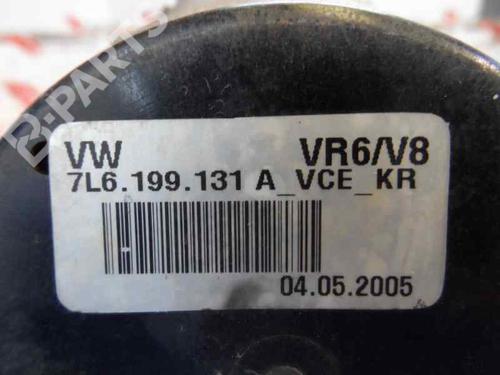 B-PARTS
VW VR6/V8
7L6.199.131 A_VCE_KR
04.05.2005